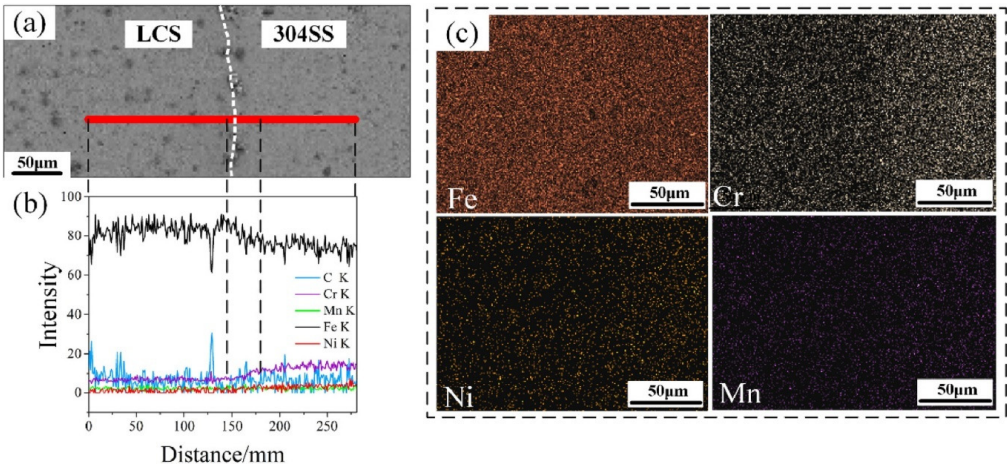 (a)
LCS
304SS
50μm
(b)
Intensity
100
80
60
40
20
0
C K
Cr K
Mn K
Fe K
Ni K
0 50 100 150 200 250
Distance/mm
(c)
Fe
50μm
Cr
50μm
Ni
50μm
Mn
50μm